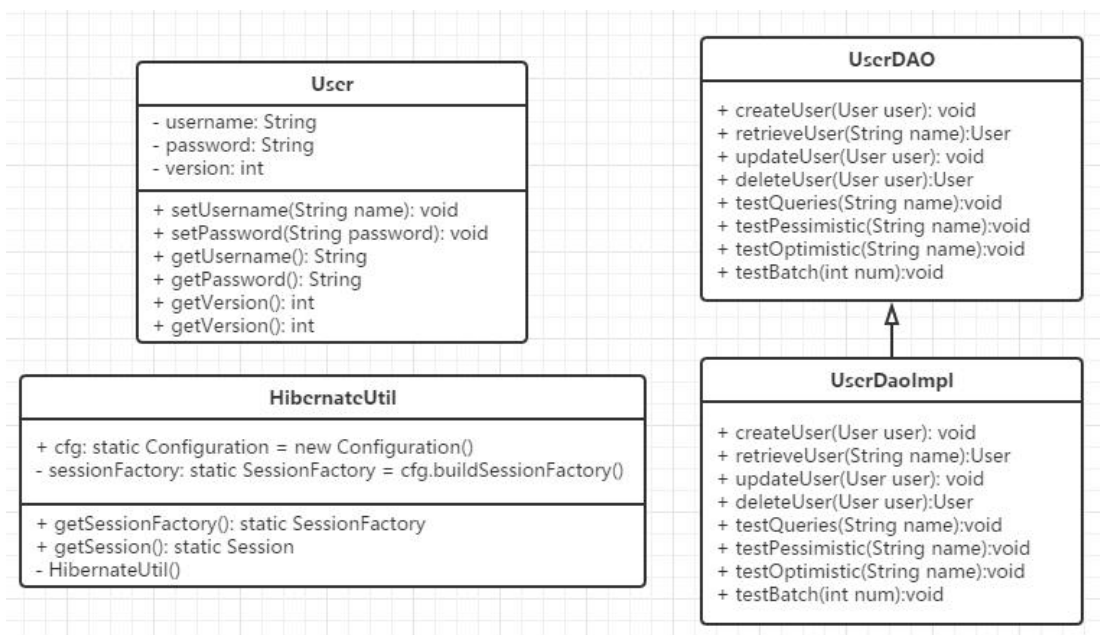 User
- username: String
- password: String
- version: int
+ setUsername(String name): void
+ setPassword(String password): void
+ getUsername(): String
+ getPassword(): String
+ getVersion(): int
+ getVersion(): int
HibernateUtil
+ cfg: static Configuration = new Configuration()
- sessionFactory: static SessionFactory = cfg.buildSessionFactory()
+ getSessionFactory(): static SessionFactory
+ getSession(): static Session
- HibernateUtil()
UserDAO
+ createUser(User user): void
+ retrieveUser(String name):User
+ updateUser(User user): void
+ deleteUser(User user):User
+ testQueries(String name):void
+ testPessimistic(String name):void
+ testOptimistic(String name):void
+ testBatch(int num):void
UserDaoImpl
+ createUser(User user): void
+ retrieveUser(String name):User
+ updateUser(User user): void
+ deleteUser(User user):User
+ testQueries(String name):void
+ testPessimistic(String name):void
+ testOptimistic(String name):void
+ testBatch(int num):void